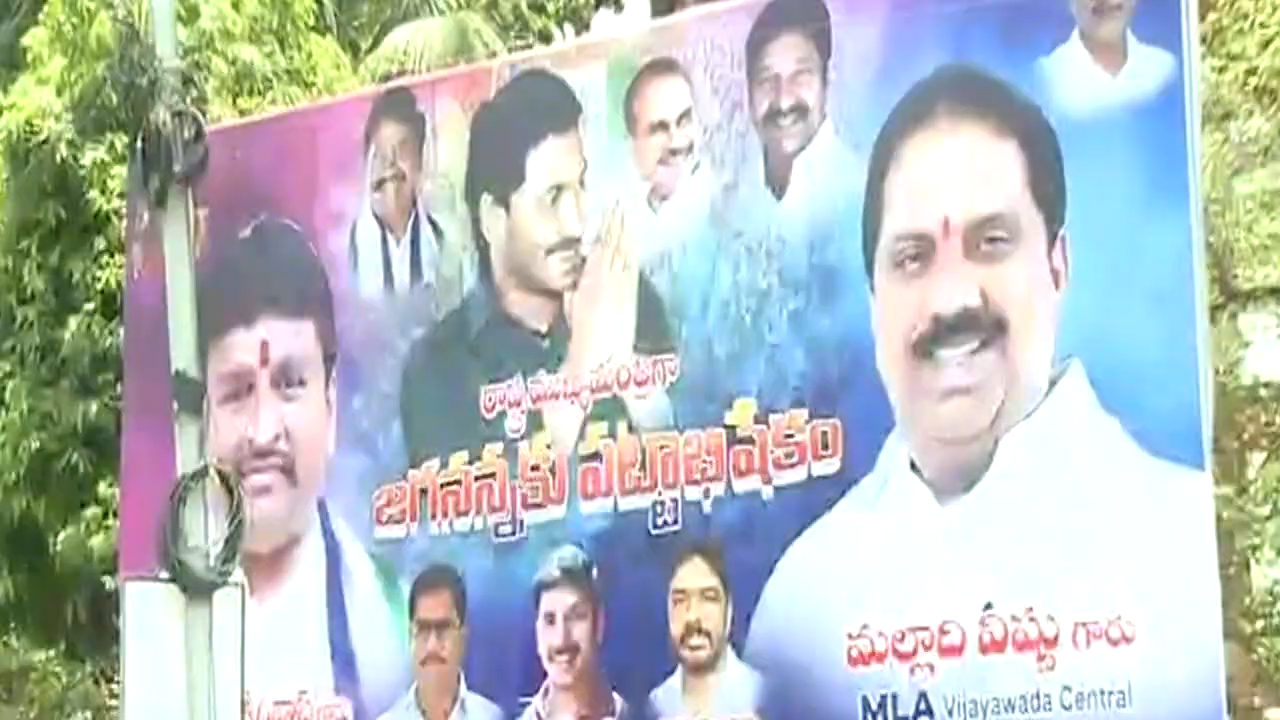 రాష్ట్ర ముఖ్యమంత్రిగా
జగనన్నకు పట్టాభిషేకం
మల్లాది విష్ణు గారు
MLA Vijayawada Central